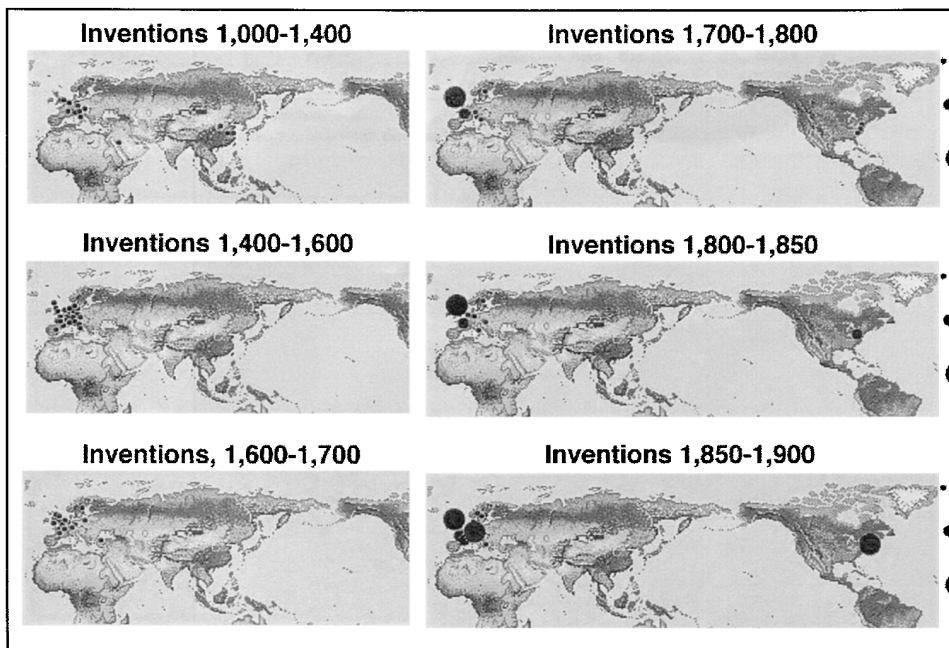 Inventions 1,000-1,400
Inventions 1,700-1,800
Inventions 1,400-1,600
Inventions 1,800-1,850
Inventions, 1,600-1,700
Inventions 1,850-1,900